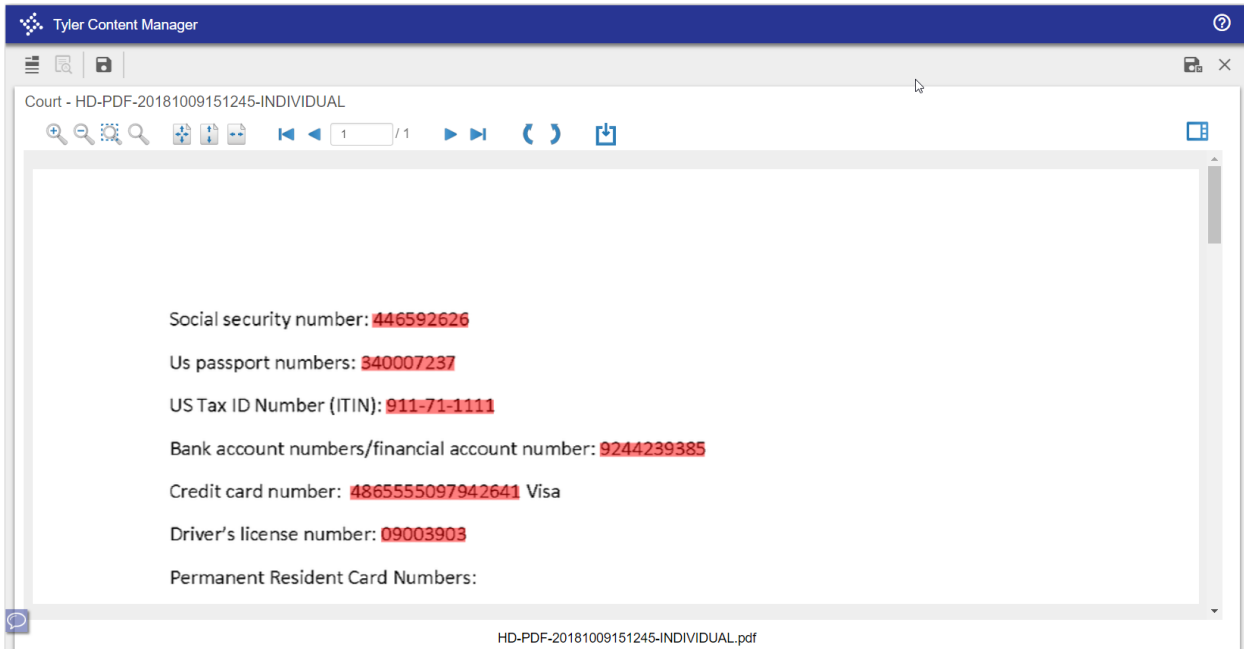 Tyler Content Manager
Court - HD-PDF-20181009151245-INDIVIDUAL
1 / 1
Social security number: 446592626
Us passport numbers: 340007237
US Tax ID Number (ITIN): 911-71-1111
Bank account numbers/financial account number: 9244239385
Credit card number: 4865555097942641 Visa
Driver's license number: 09003903
Permanent Resident Card Numbers:
HD-PDF-20181009151245-INDIVIDUAL.pdf